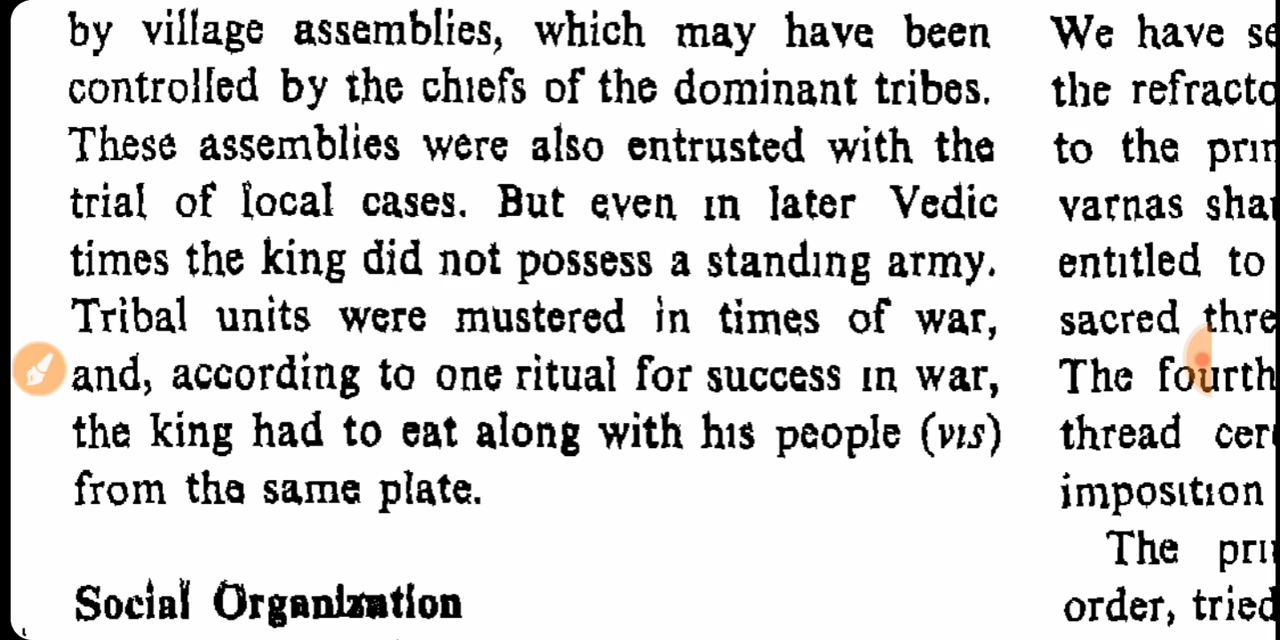 by village assemblies, which may have been
controlled by the chiefs of the dominant tribes.
These assemblies were also entrusted with the
trial of local cases. But even in later Vedic
times the king did not possess a standing army.
Tribal units were mustered in times of war,
and, according to one ritual for success in war,
the king had to eat along with his people (vis)
from the same plate.
Social Organization
We have
the
to the
varnas
entitled to
sacred
The fourth
thread
imposition
The
order, tried